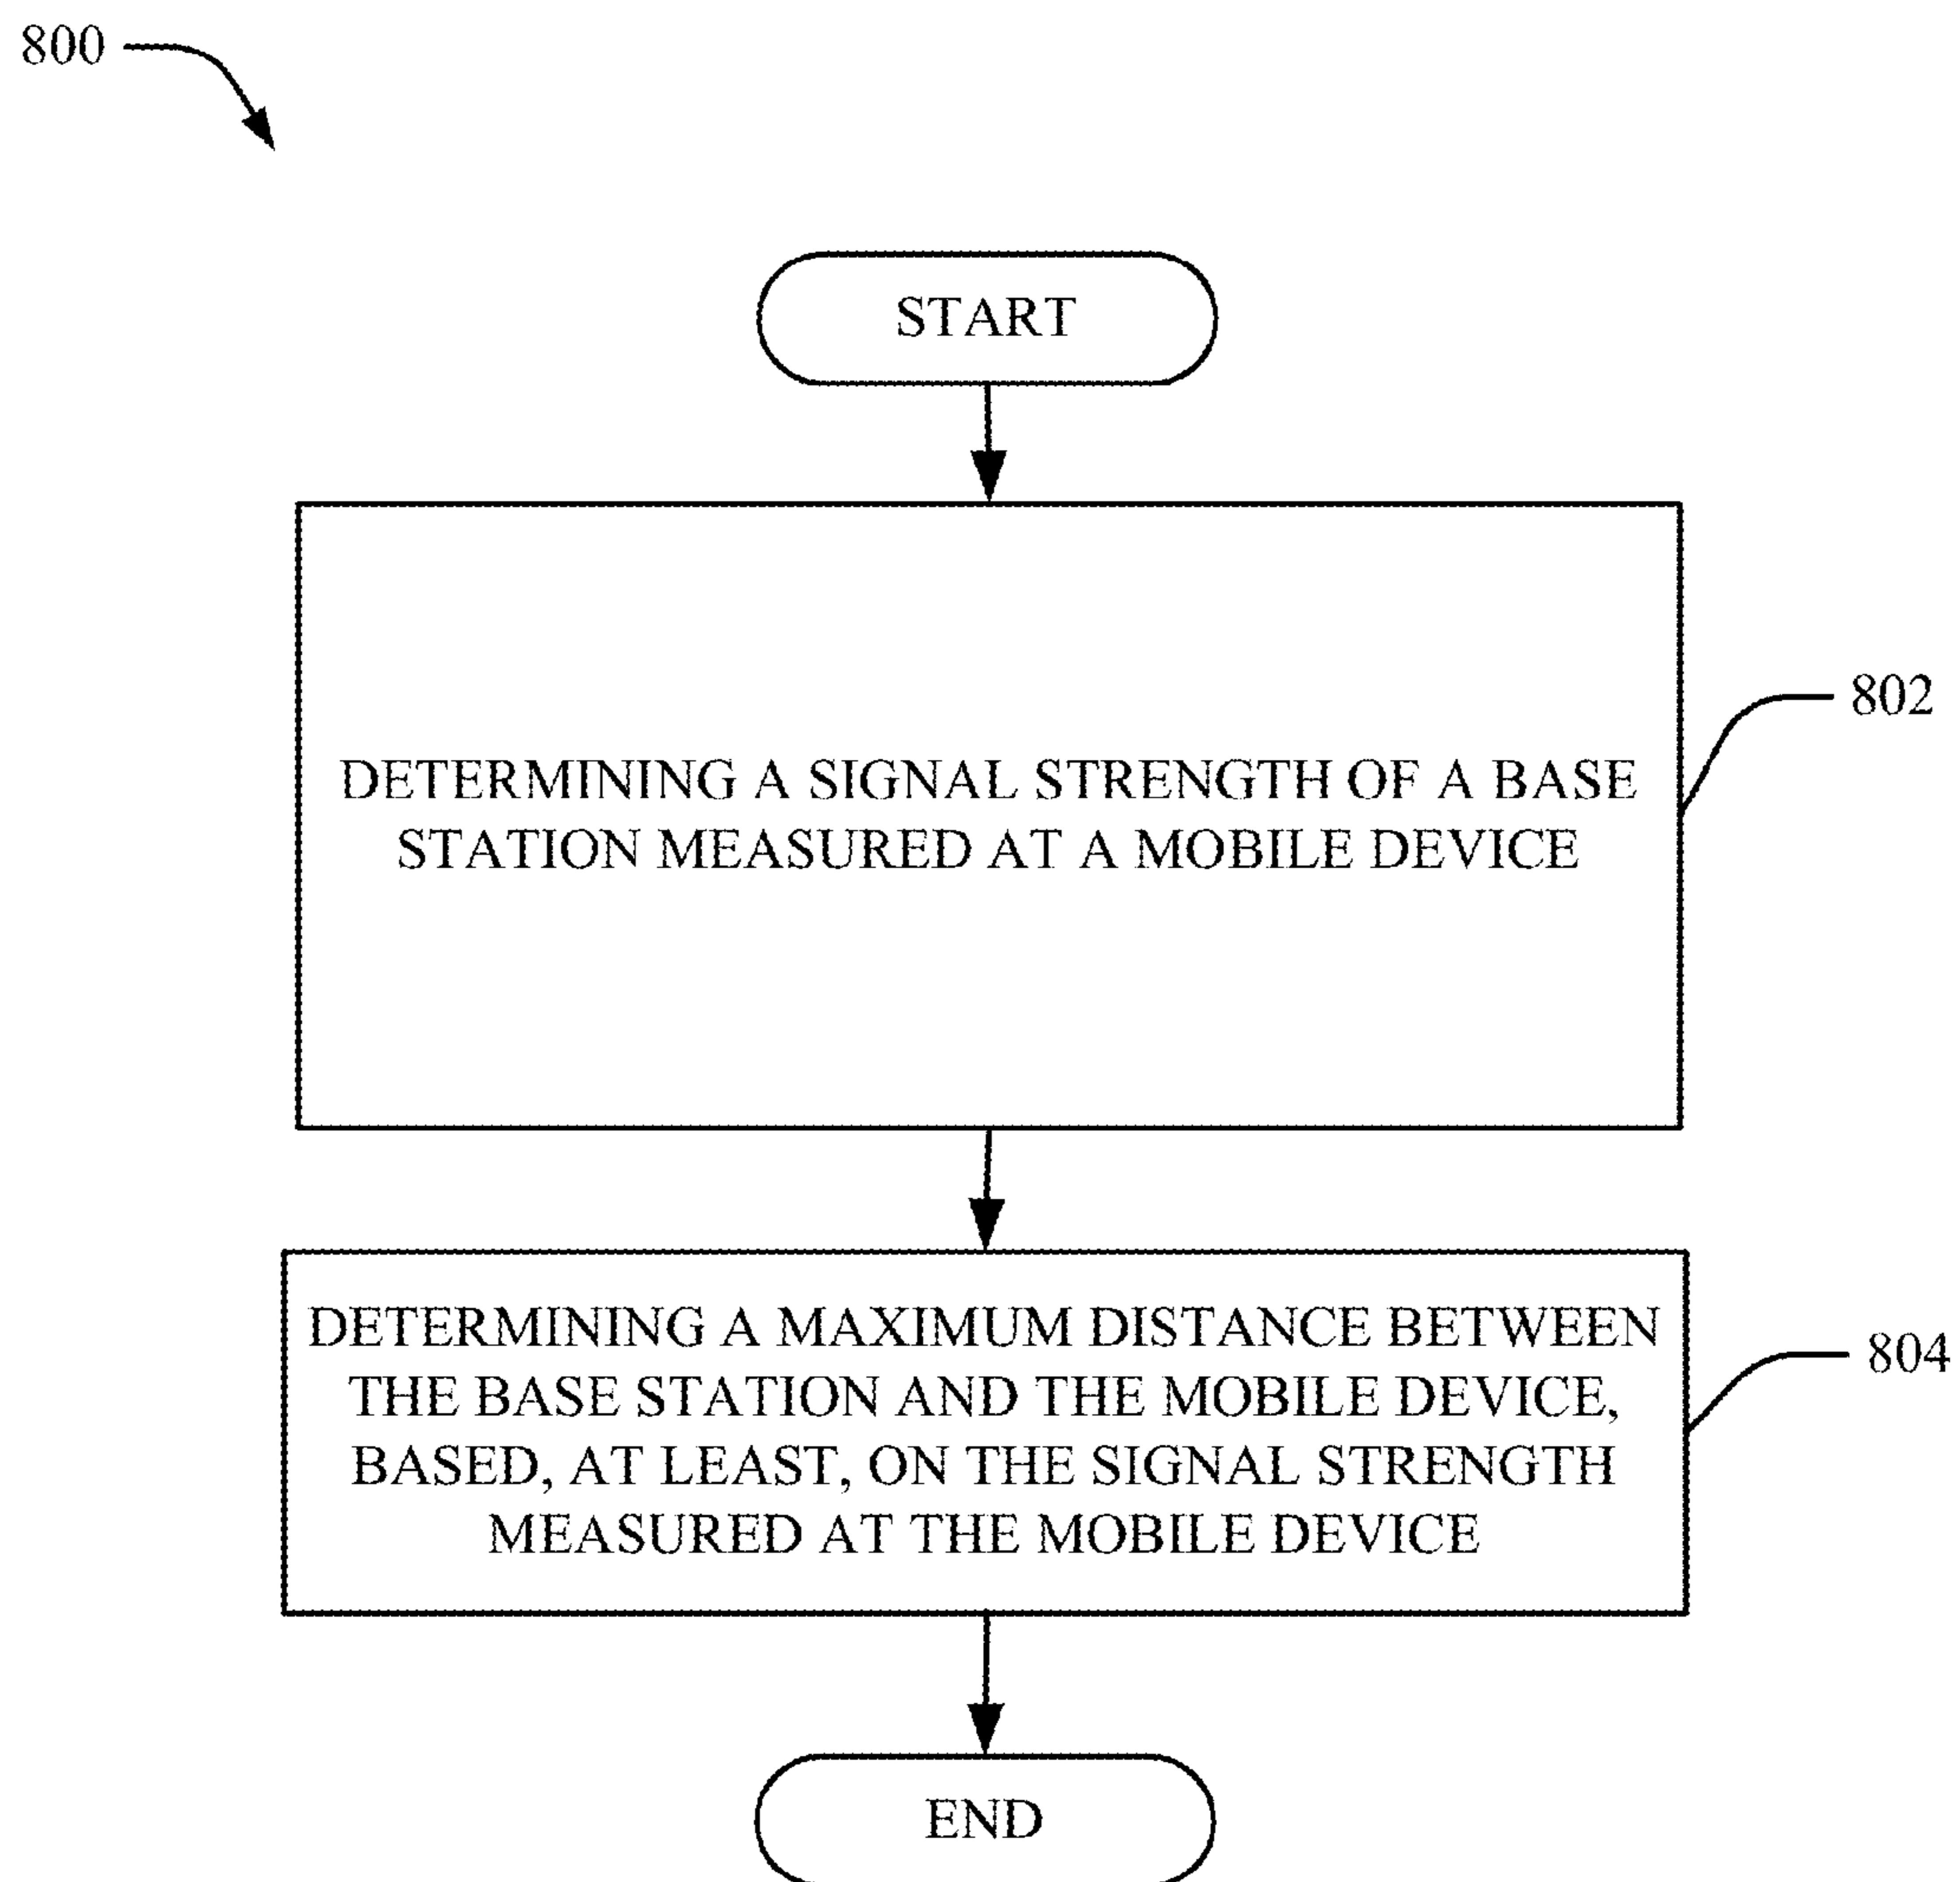 800
START
DETERMINING A SIGNAL STRENGTH OF A BASE
STATION MEASURED AT A MOBILE DEVICE
802
DETERMINING A MAXIMUM DISTANCE BETWEEN
THE BASE STATION AND THE MOBILE DEVICE,
BASED, AT LEAST, ON THE SIGNAL STRENGTH
MEASURED AT THE MOBILE DEVICE
804
END